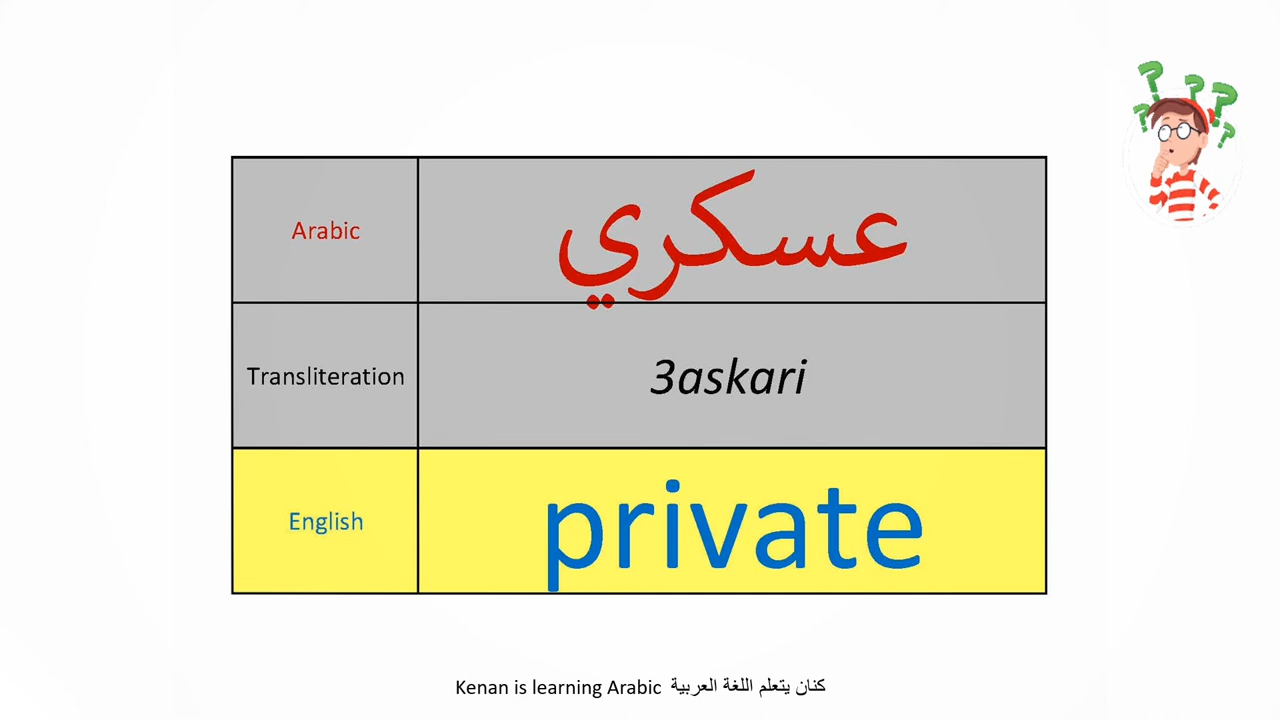 Arabic عسكري
Transliteration 3askari
English private
Kenan is learning Arabic كنان يتعلم اللغة العربية